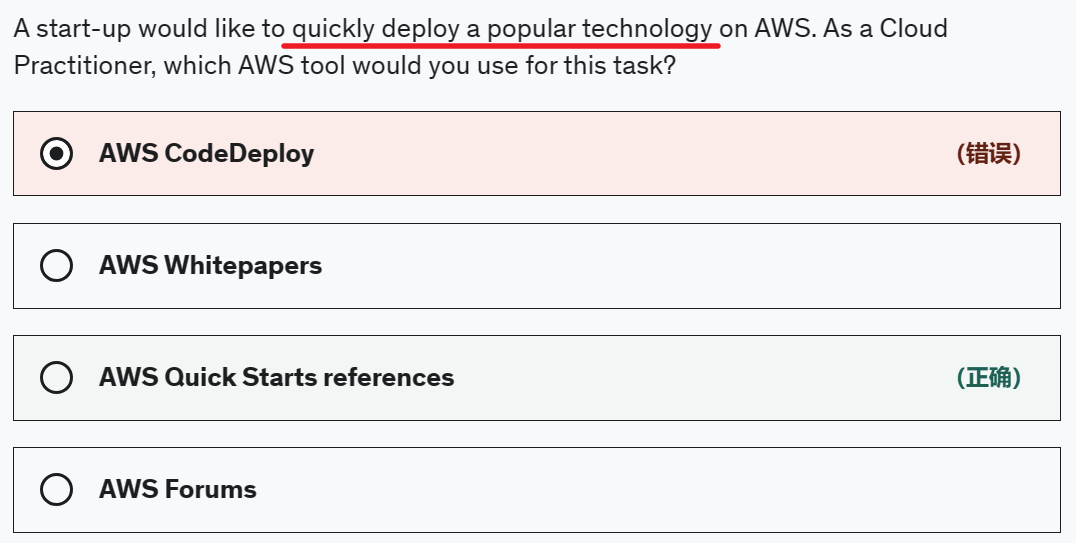 A start-up would like to quickly deploy a popular technology on AWS. As a Cloud
Practitioner, which AWS tool would you use for this task?
AWS CodeDeploy (错误)
AWS Whitepapers
AWS Quick Starts references (正确)
AWS Forums